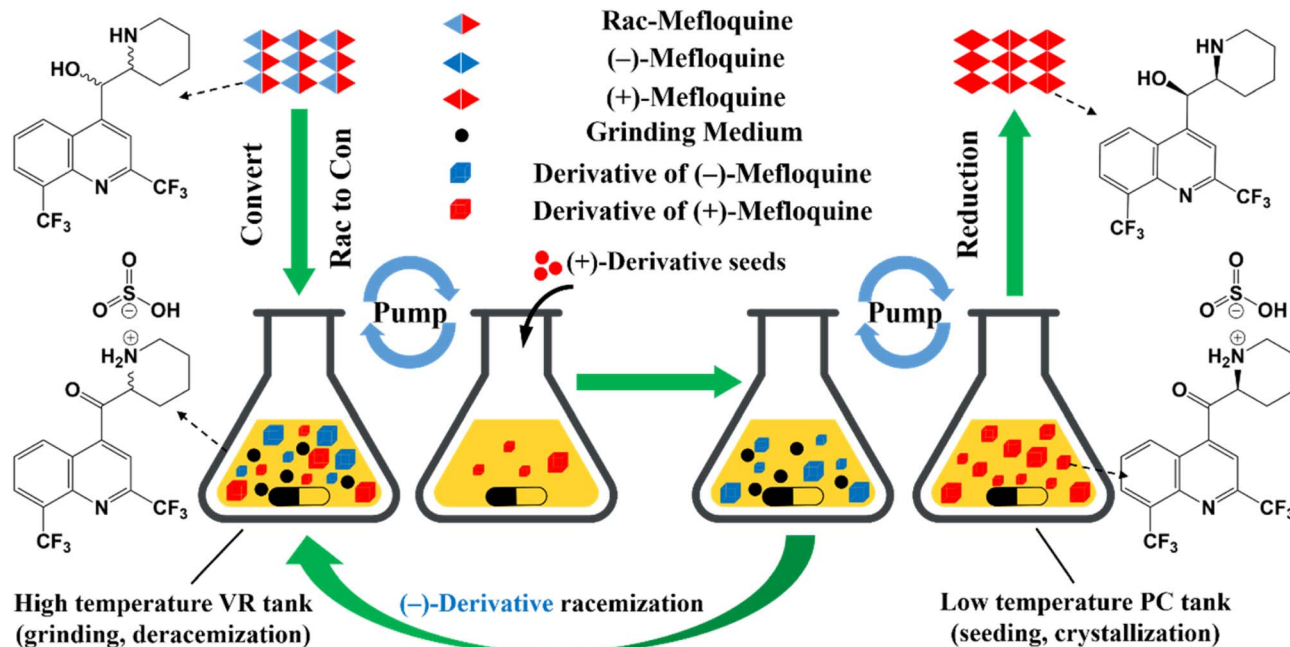 Rac-Mefloquine
(–)-Mefloquine
(+)-Mefloquine
Grinding Medium
Derivative of (–)-Mefloquine
Derivative of (+)-Mefloquine
(+)-Derivative seeds
HN
HO
N
CF₃
CF₃
Convert
Rac to Con
Reduction
HN
HO
N
CF₃
CF₃
O
O
S
OH
⊖
⊕
H₂N
O
N
CF₃
CF₃
Pump
Pump
O
O
S
OH
⊖
⊕
H₂N
O
N
CF₃
CF₃
High temperature VR tank
(grinding, deracemization)
(–)-Derivative racemization
Low temperature PC tank
(seeding, crystallization)